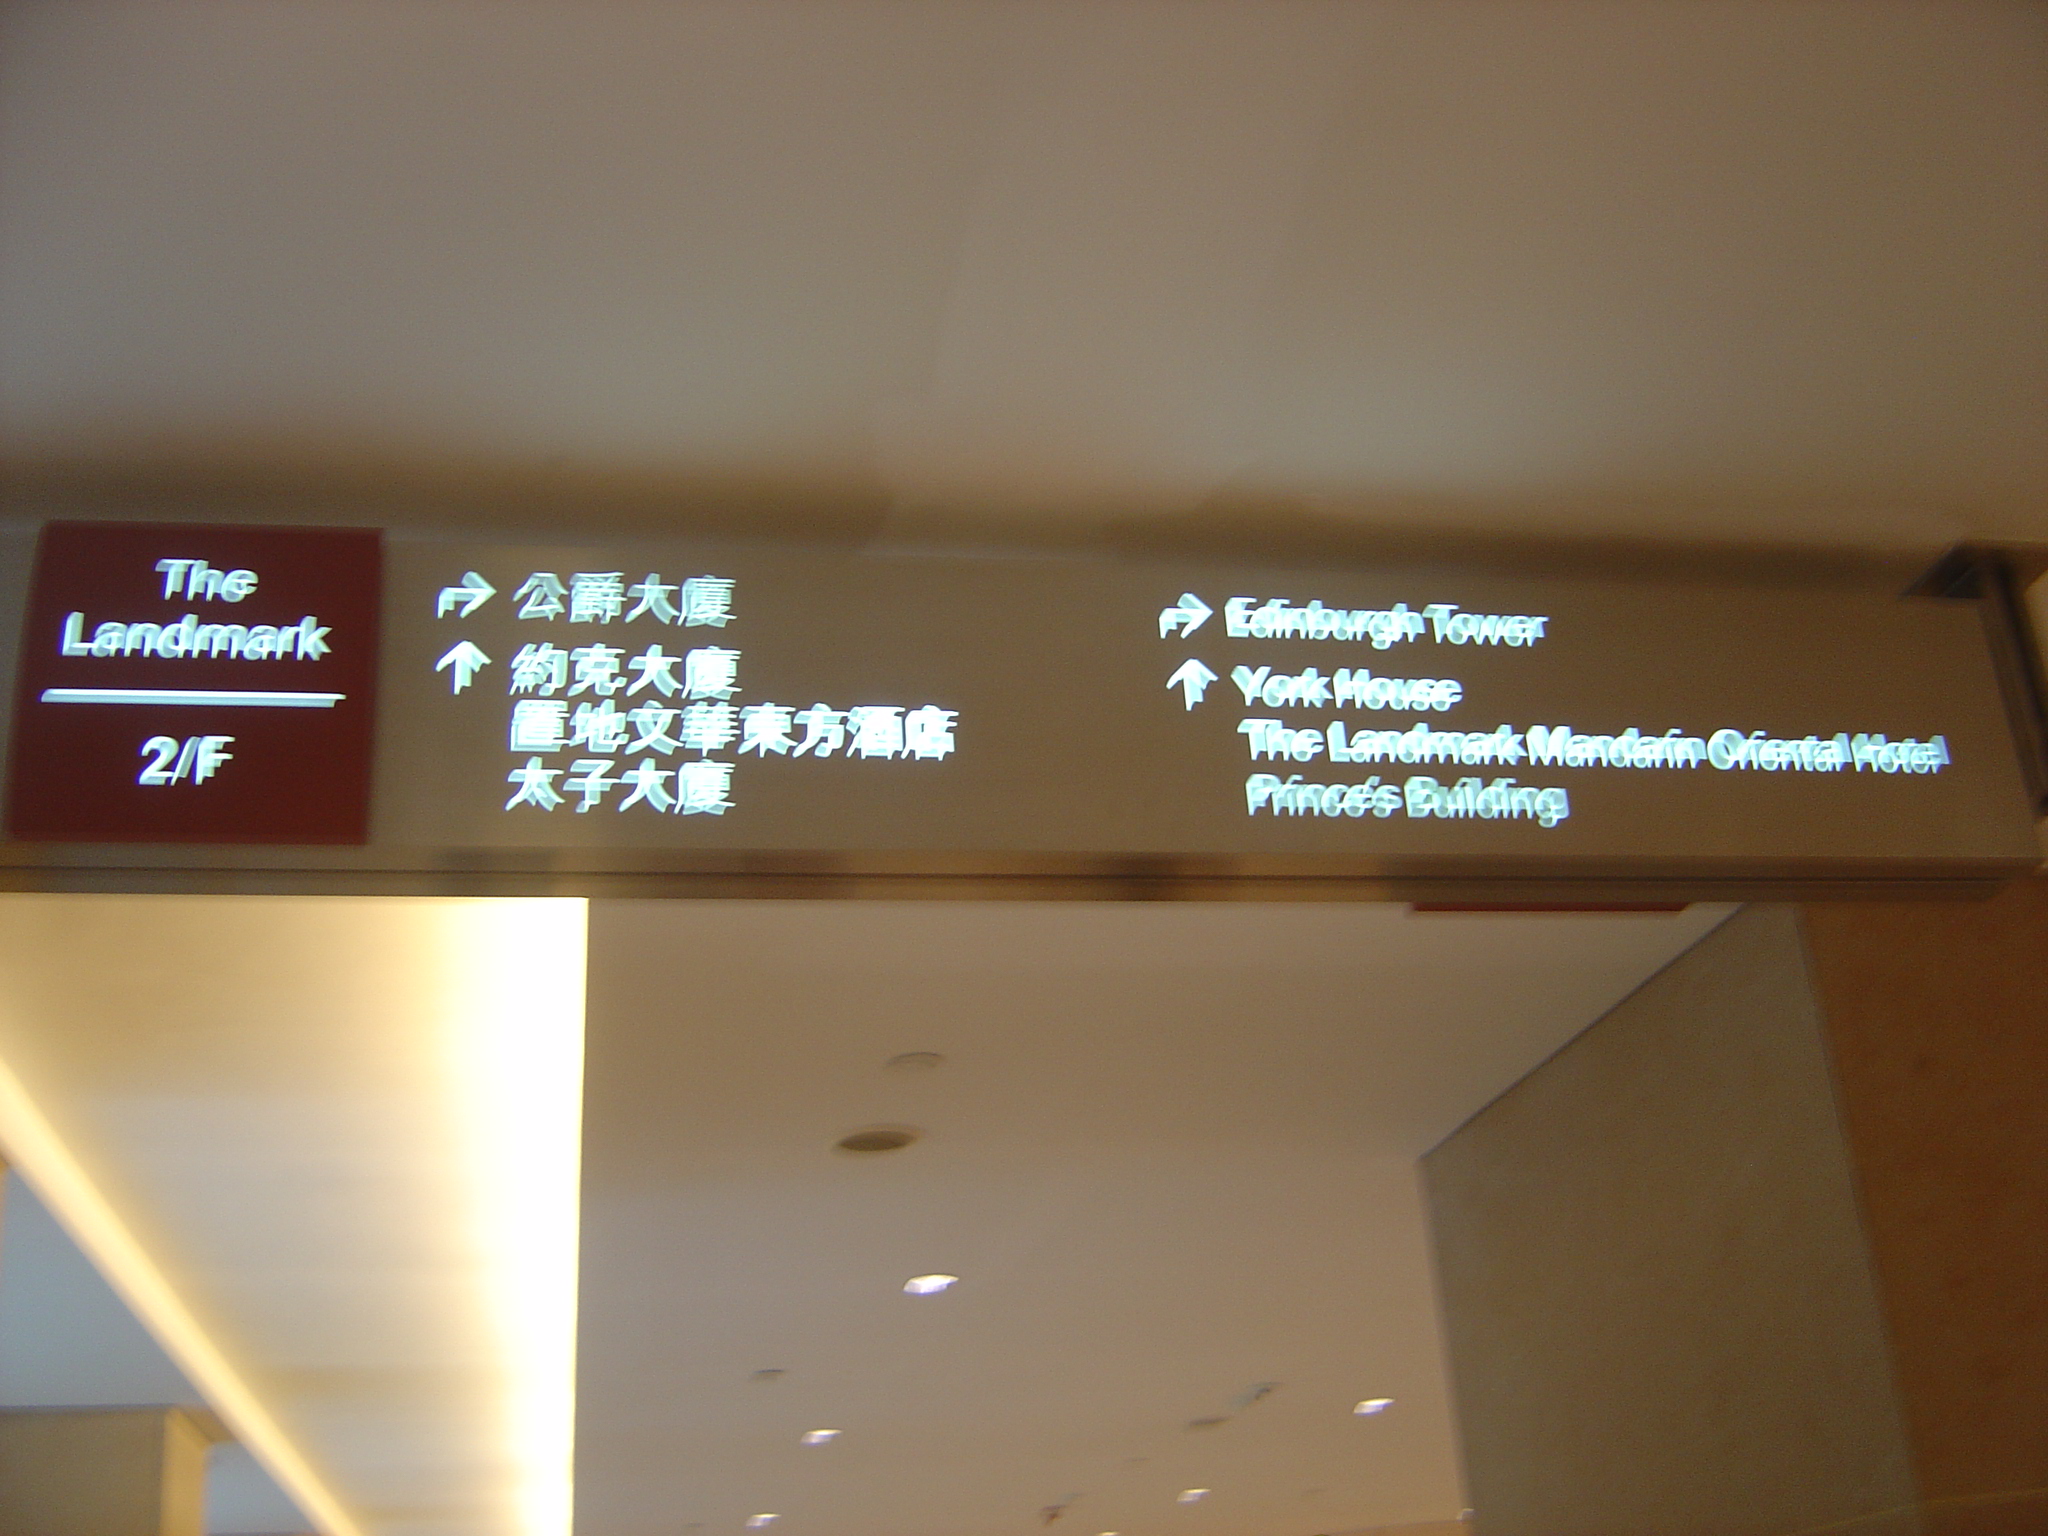 The
Landmark
2/F
公爵大廈
約克大廈
置地文華東方酒店
太子大廈
Edinburgh Tower
York House
The Landmark Mandarin Oriental Hotel
Prince's Building